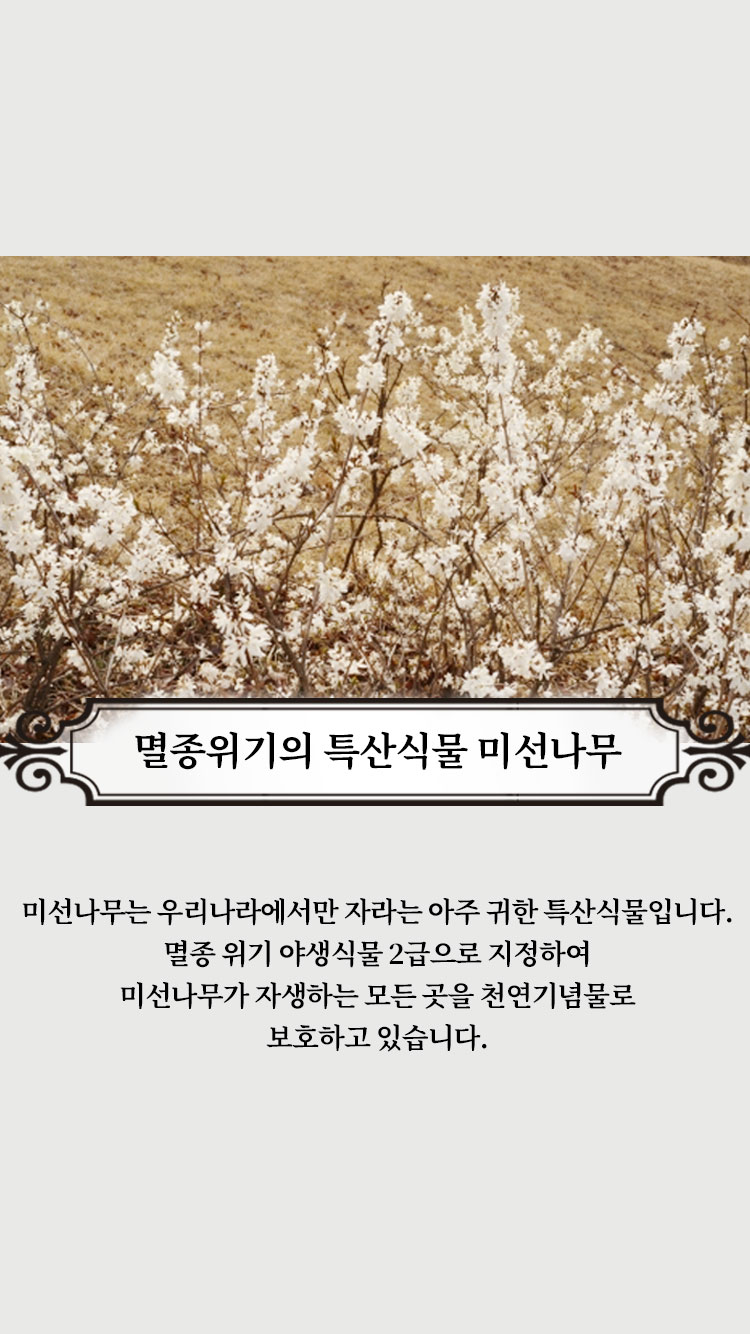 멸종위기의 특산식물 미선나무
미선나무는 우리나라에서만 자라는 아주 귀한 특산식물입니다.
멸종 위기 야생식물 2급으로 지정하여
미선나무가 자생하는 모든 곳을 천연기념물로
보호하고 있습니다.